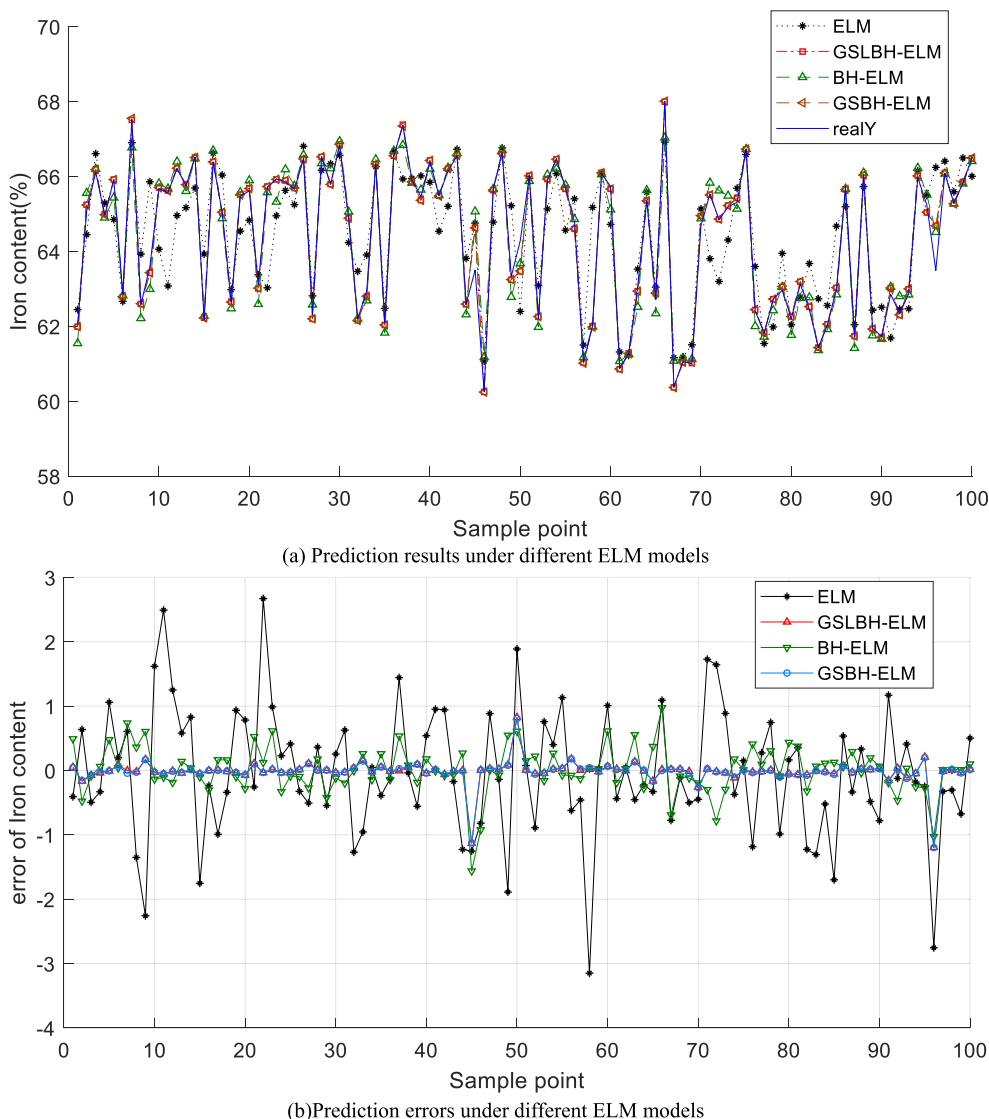 70
68
66
64
62
60
58
Iron content(%)
ELM
GSLBH-ELM
BH-ELM
GSBH-ELM
realY
0 10 20 30 40 50 60 70 80 90 100
Sample point
(a) Prediction results under different ELM models
3
2
1
0
-1
-2
-3
-4
error of Iron content
ELM
GSLBH-ELM
BH-ELM
GSBH-ELM
0 10 20 30 40 50 60 70 80 90 100
Sample point
(b)Prediction errors under different ELM models